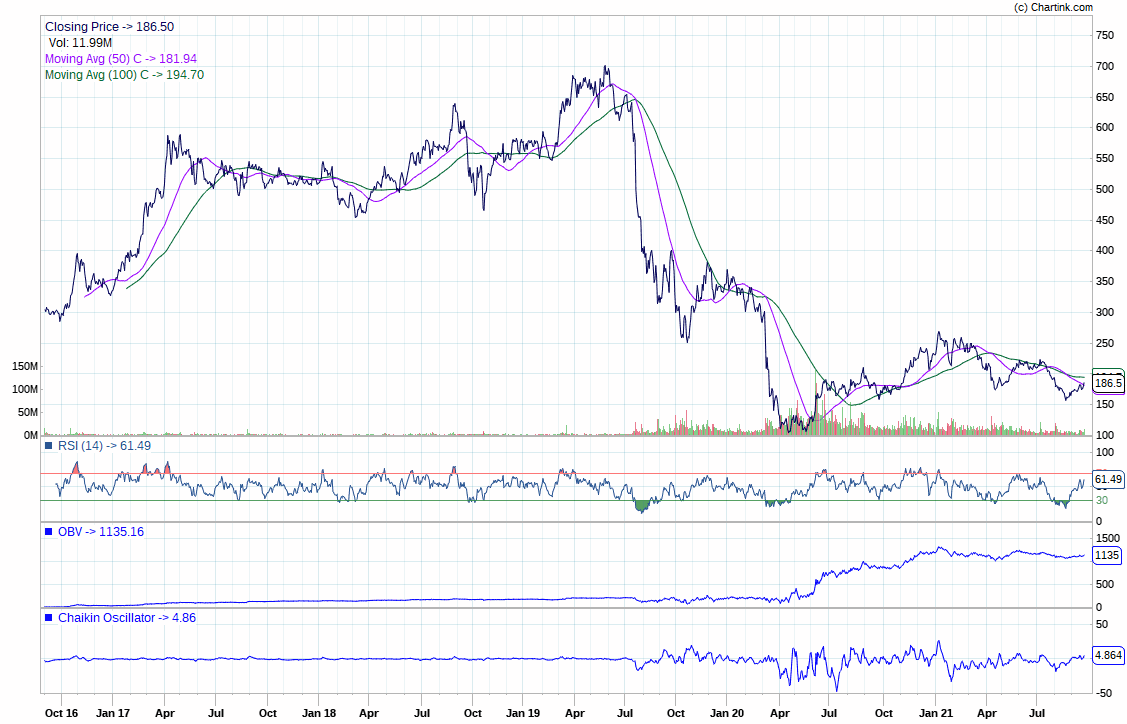 (c) Chartink.com
Closing Price -> 186.50
Vol: 11.99M
Moving Avg (50) C -> 181.94
Moving Avg (100) C -> 194.70
750
700
650
600
550
500
450
400
350
300
250
186.5
150
100
150M
100M
50M
0M
RSI (14) -> 61.49
100
61.49
30
0
OBV -> 1135.16
1500
1135
500
0
Chaikin Oscillator -> 4.86
50
4.864
-50
Oct 16 Jan 17 Apr Jul Oct Jan 18 Apr Jul Oct Jan 19 Apr Jul Oct Jan 20 Apr Jul Oct Jan 21 Apr Jul